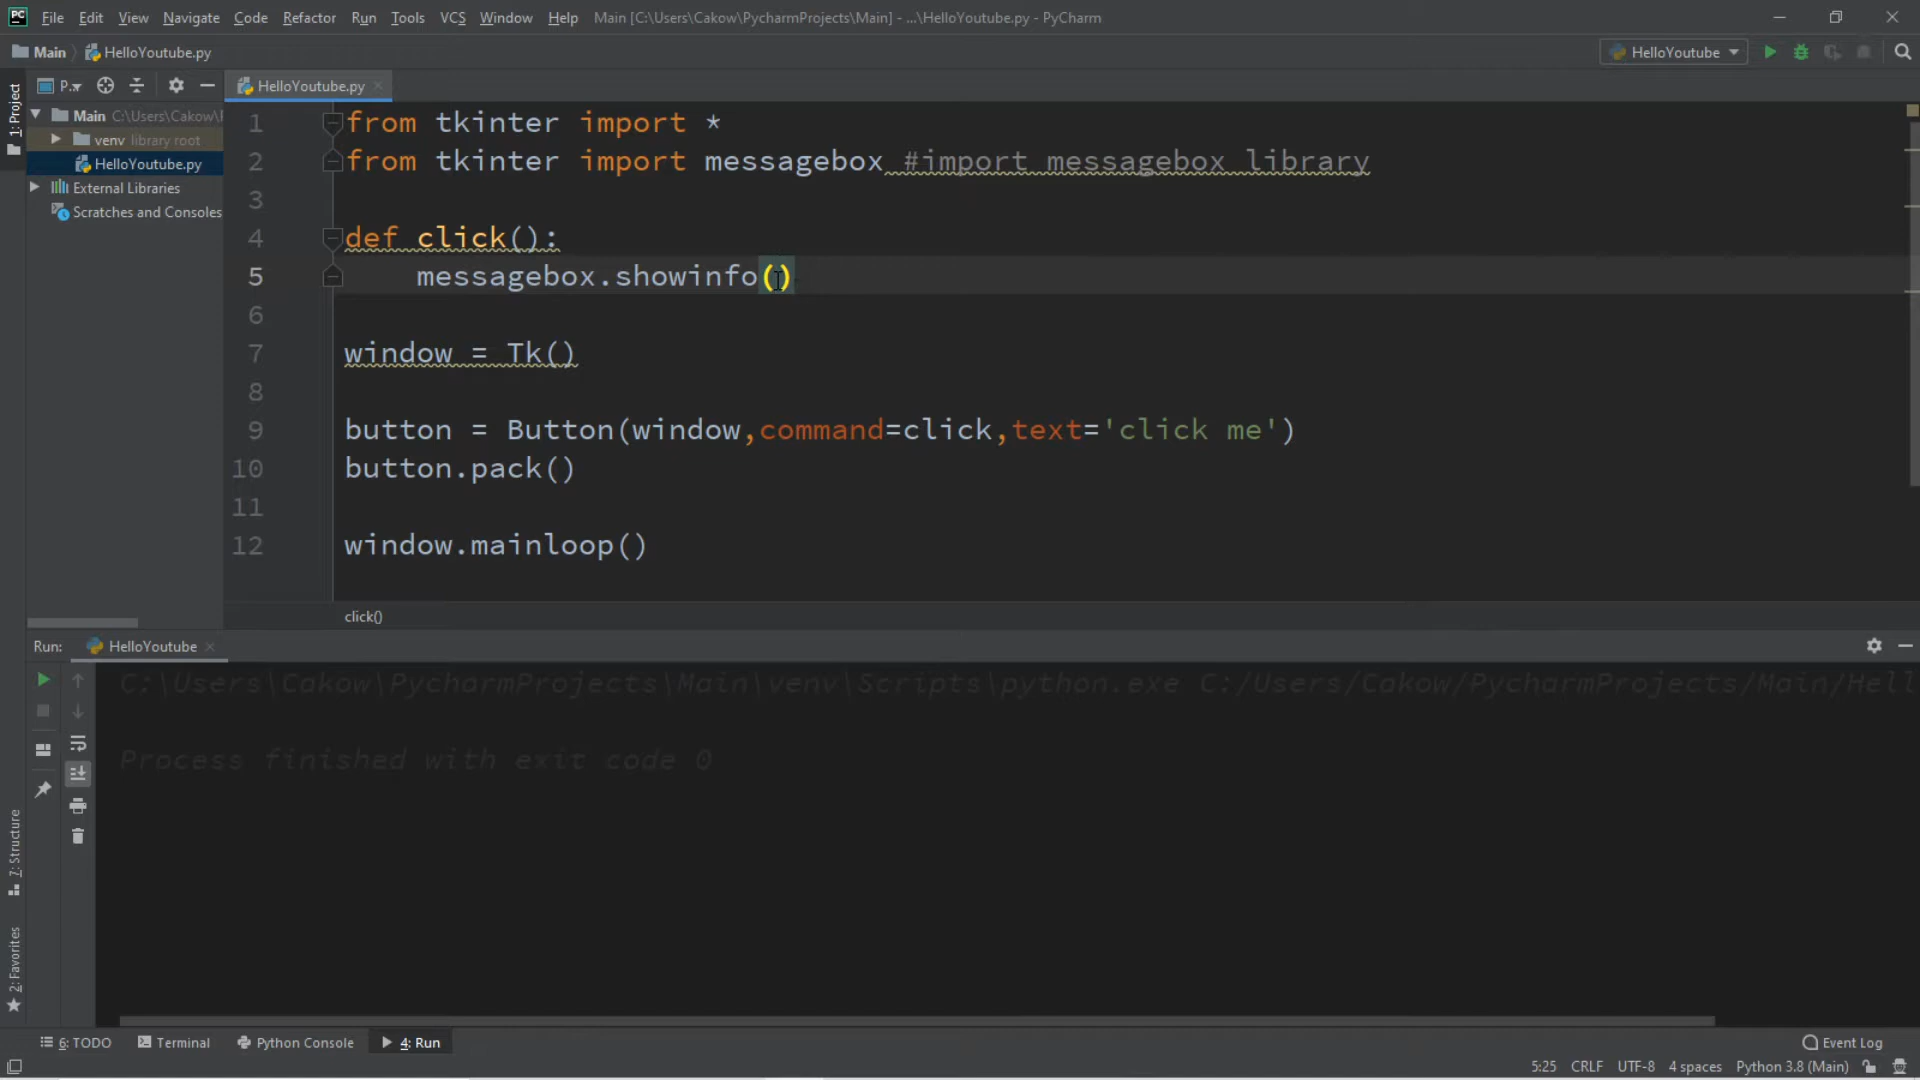 PC File Edit View Navigate Code Refactor Run Tools VCS Window Help Main [C:\Users\Cakow\PycharmProjects\Main] - ...\HelloYoutube.py - PyCharm
Main HelloYoutube.py HelloYoutube
1: Project P.. HelloYoutube.py
Main C:\Users\Cakow\
venv library root
HelloYoutube.py
External Libraries
Scratches and Consoles
1 from tkinter import *
2 from tkinter import messagebox #import messagebox library
3
4 def click():
5 messagebox.showinfo()
6
7 window = Tk()
8
9 button = Button(window,command=click,text='click me')
10 button.pack()
11
12 window.mainloop()
click()
Run: HelloYoutube
C:\Users\Cakow\PycharmProjects\Main\venv\Scripts\python.exe C:/Users/Cakow/PycharmProjects/Main/Hell
Process finished with exit code 0
7: Structure
2: Favorites
6: TODO Terminal Python Console 4: Run Event Log
5:25 CRLF UTF-8 4 spaces Python 3.8 (Main)